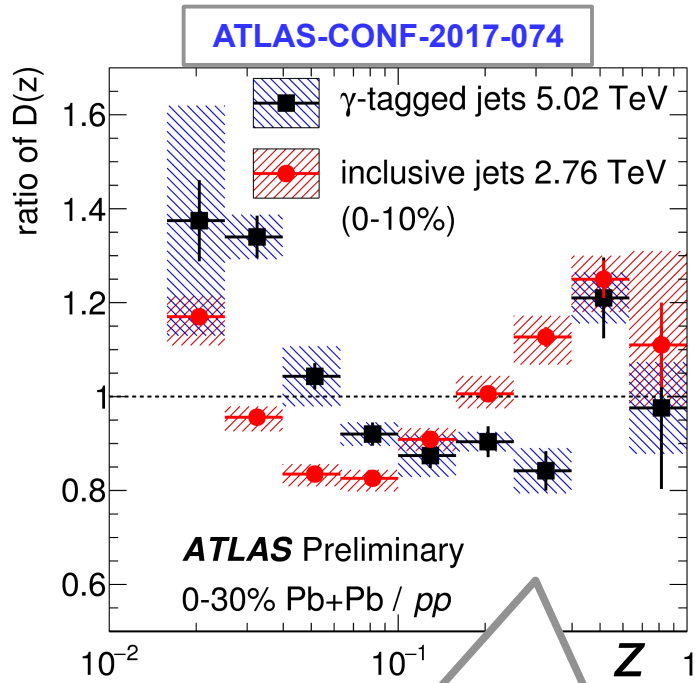 ATLAS-CONF-2017-074
ratio of D(z)
1.6
1.4
1.2
1
0.8
0.6
γ-tagged jets 5.02 TeV
inclusive jets 2.76 TeV
(0-10%)
ATLAS Preliminary
0-30% Pb+Pb / pp
10⁻²
10⁻¹
1
z